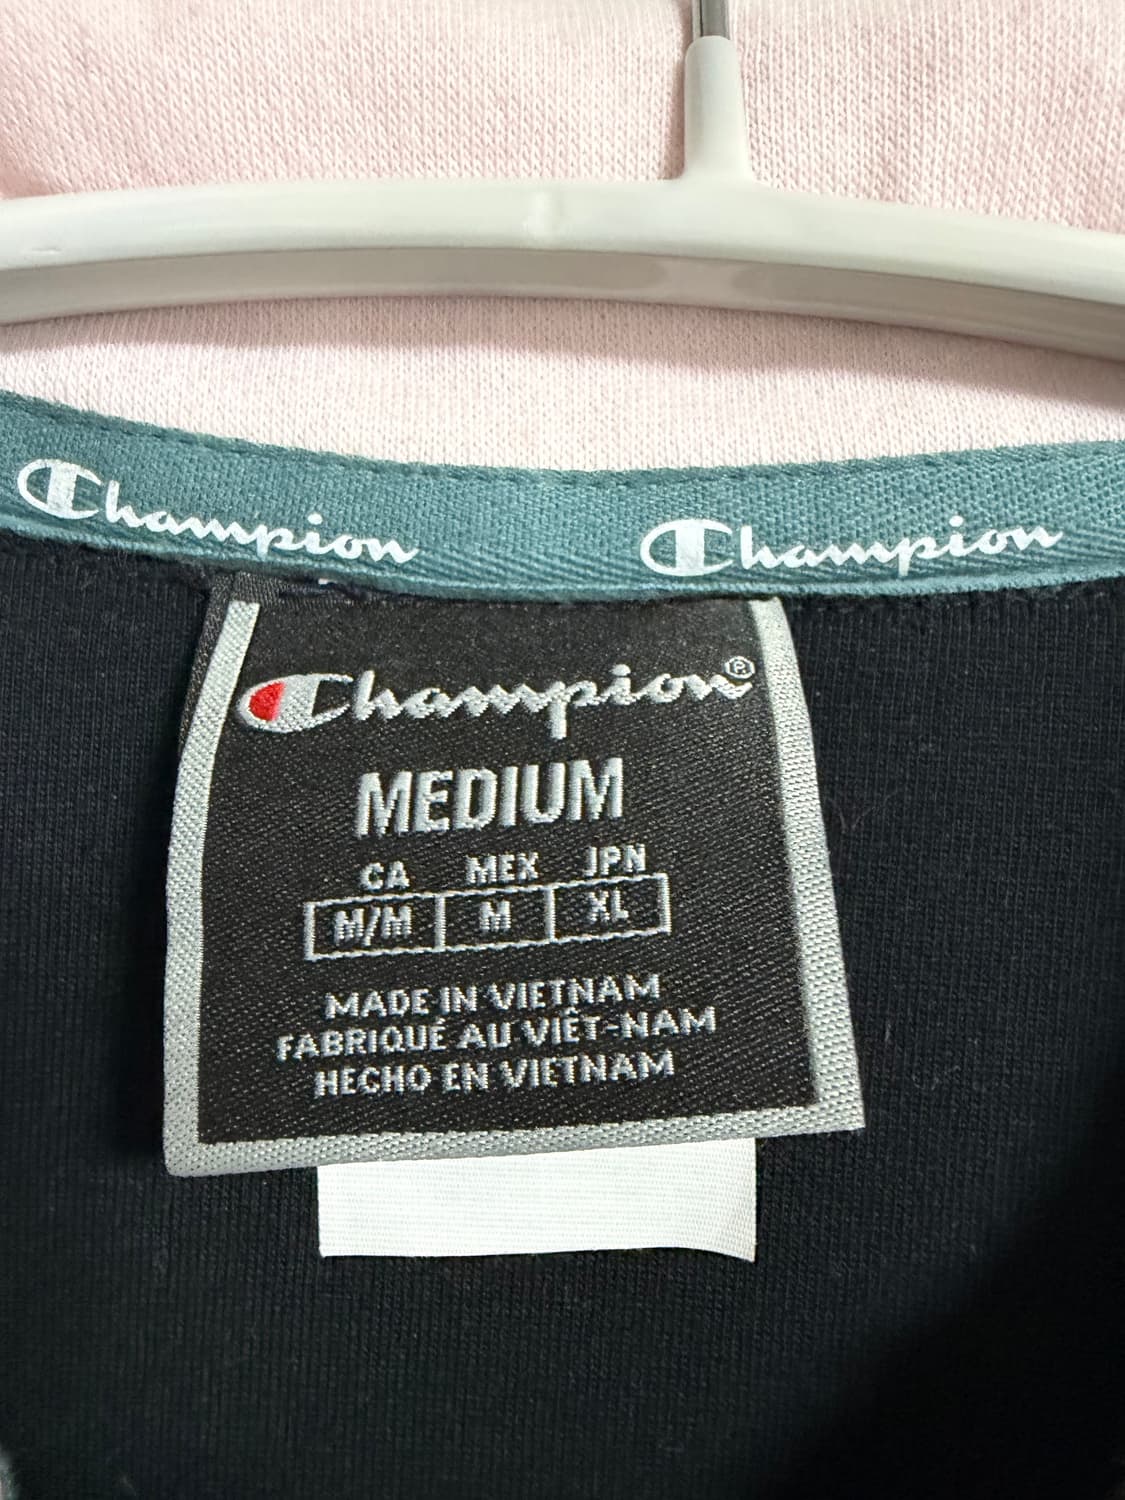 Champion
Champion
Champion®
MEDIUM
CA MEX JPN
M/M M XL
MADE IN VIETNAM
FABRIQUÉ AU VIÊT-NAM
HECHO EN VIETNAM